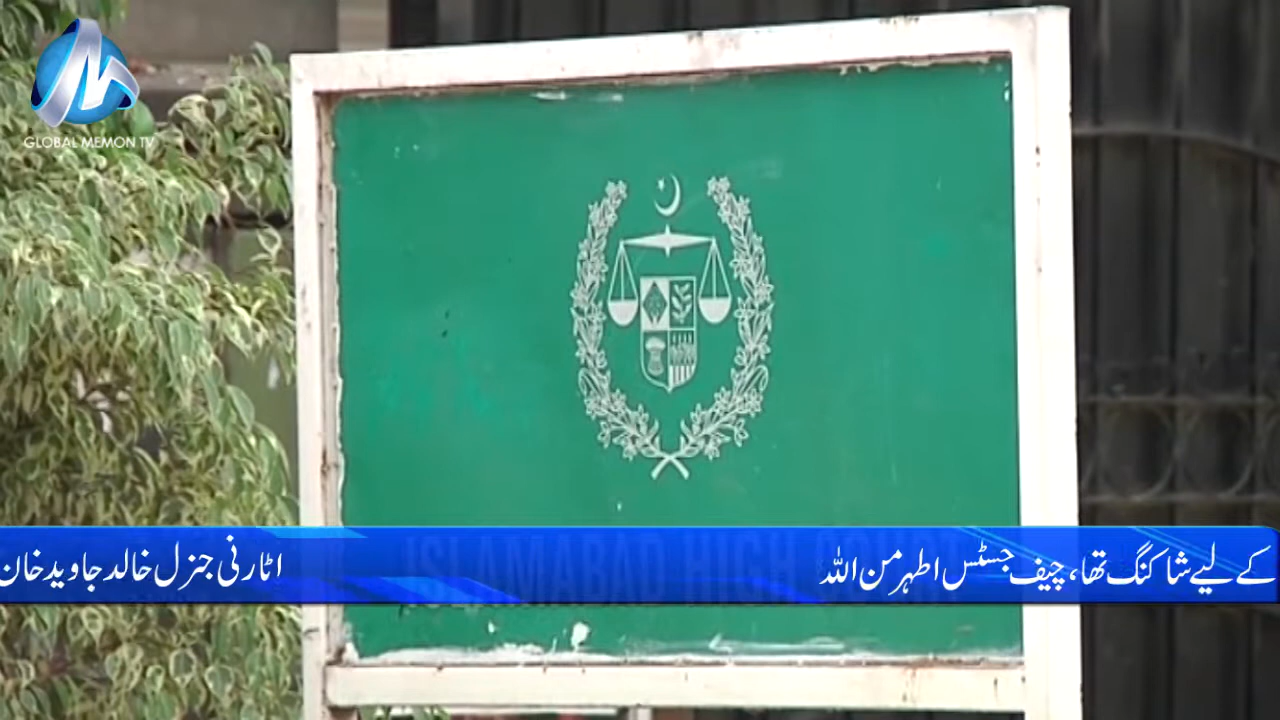 GLOBAL MEMON TV
ISLAMABAD HIGH COURT
کے لیے شاکنگ تھا، چیف جسٹس اطہر من اللہ
اٹارنی جنرل خالد جاوید خان